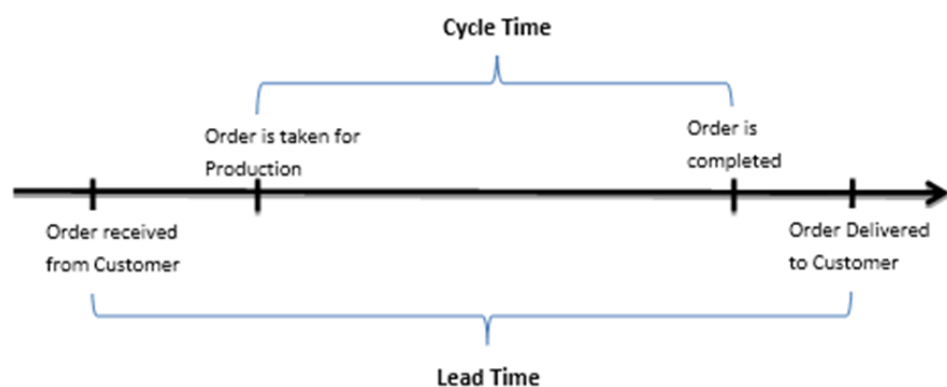 Cycle Time
Order is taken for
Production
Order is
completed
Order received
from Customer
Order Delivered
to Customer
Lead Time